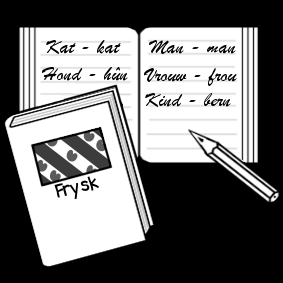 Kat - kat
Hond - hûn
Man - man
Vrouw - frou
Kind - bern
Frysk